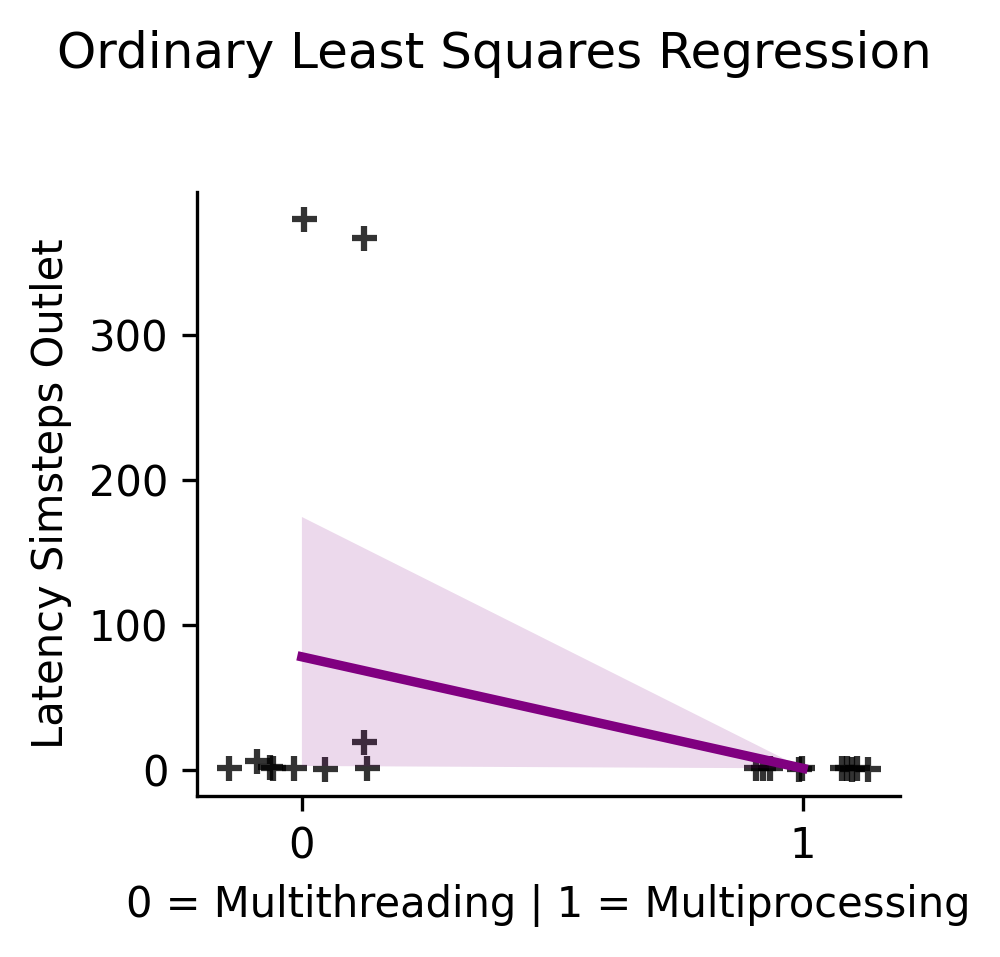 Ordinary Least Squares Regression
Latency Simsteps Outlet
300
200
100
0
0
1
0 = Multithreading | 1 = Multiprocessing